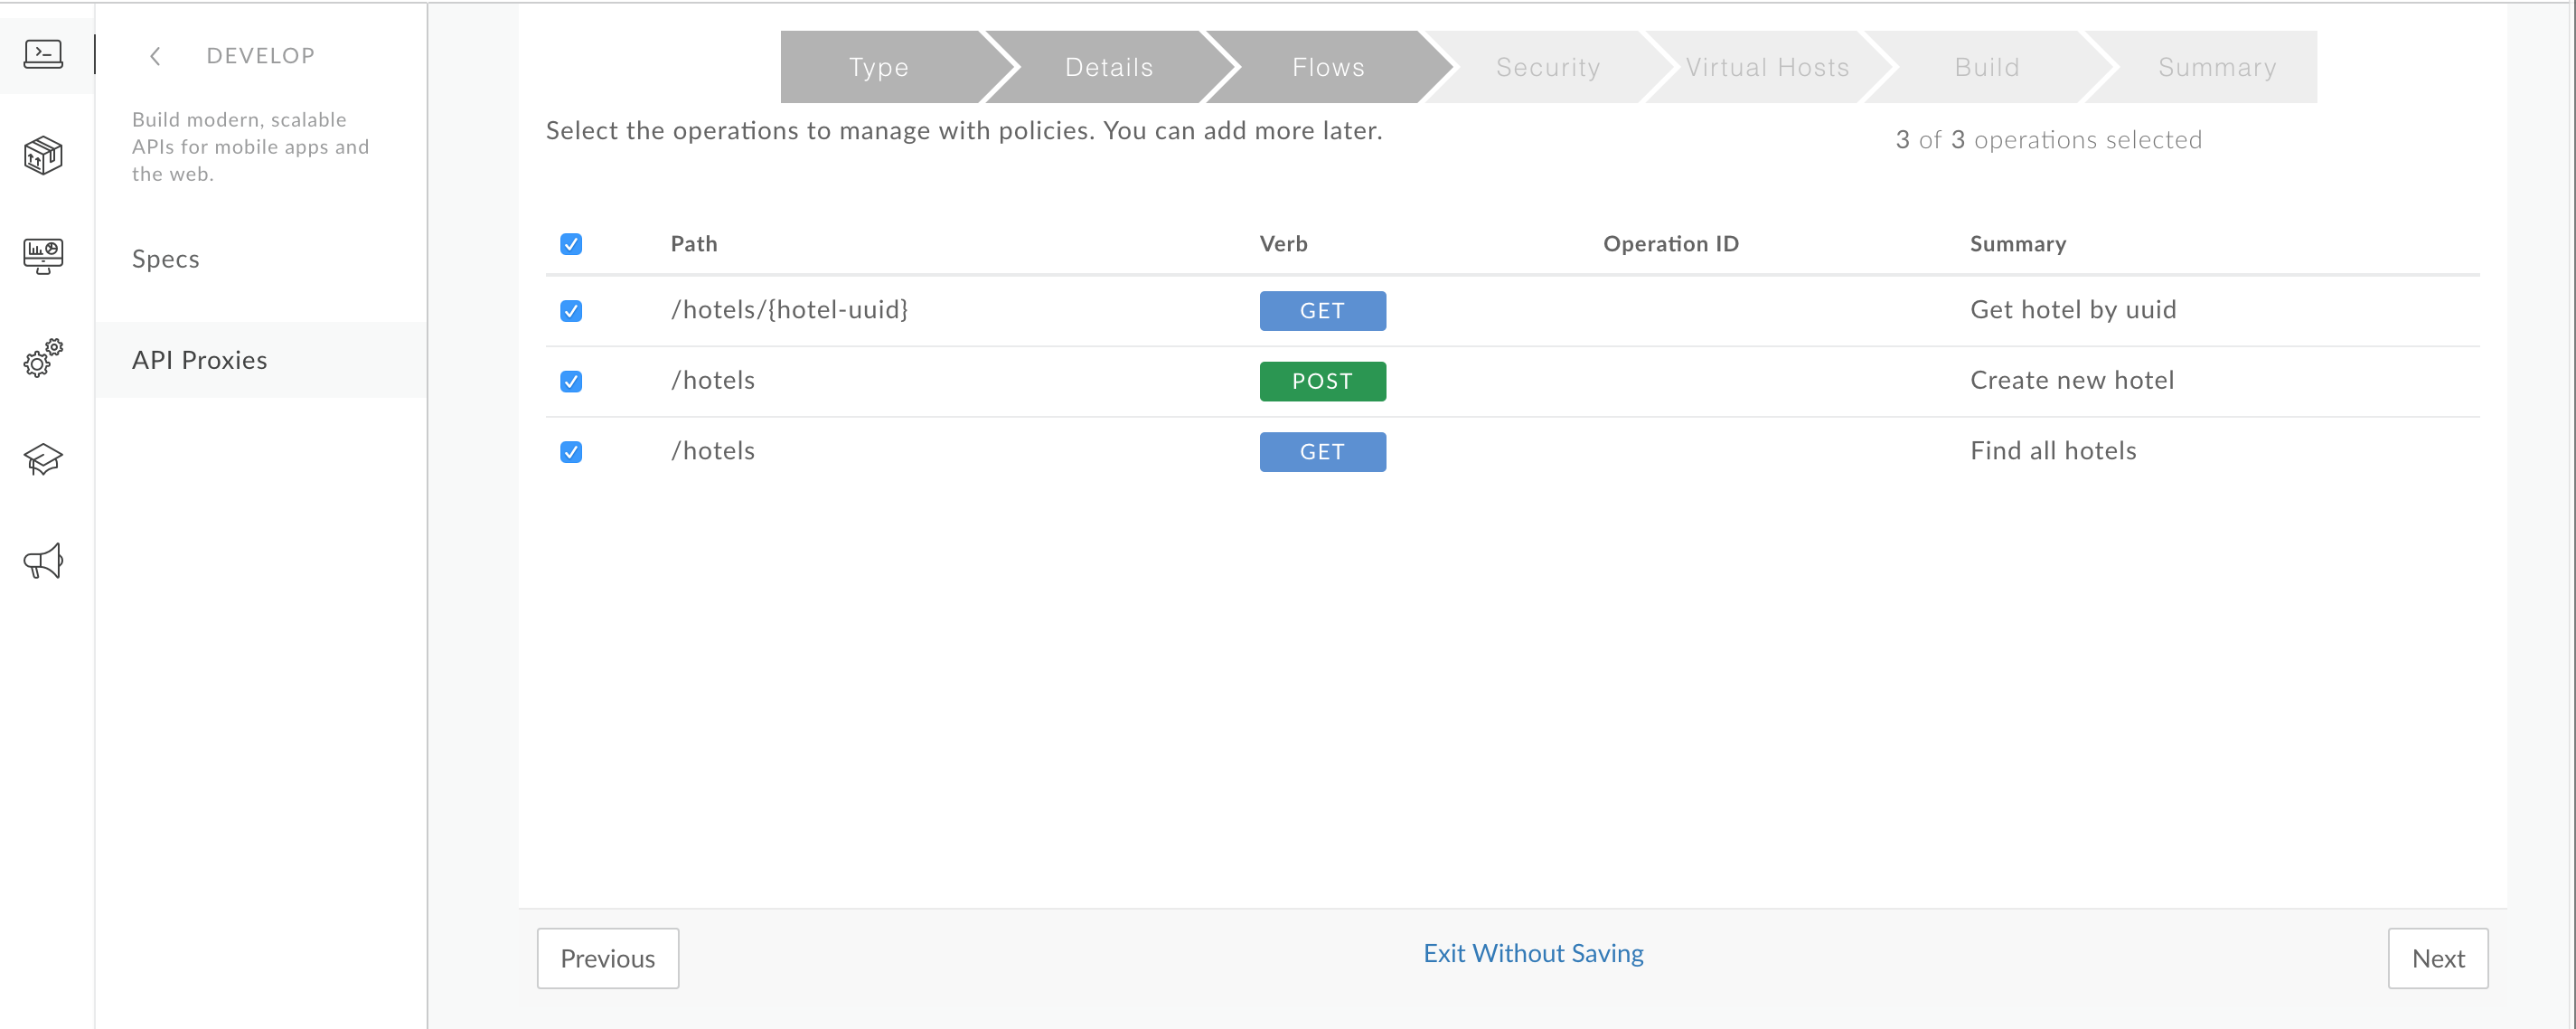 DEVELOP
Build modern, scalable
APIs for mobile apps and
the web.
Specs
API Proxies
Type Details Flows Security Virtual Hosts Build Summary
Select the operations to manage with policies. You can add more later.
3 of 3 operations selected
Path Verb Operation ID Summary
/hotels/{hotel-uuid} GET Get hotel by uuid
/hotels POST Create new hotel
/hotels GET Find all hotels
Previous Exit Without Saving Next